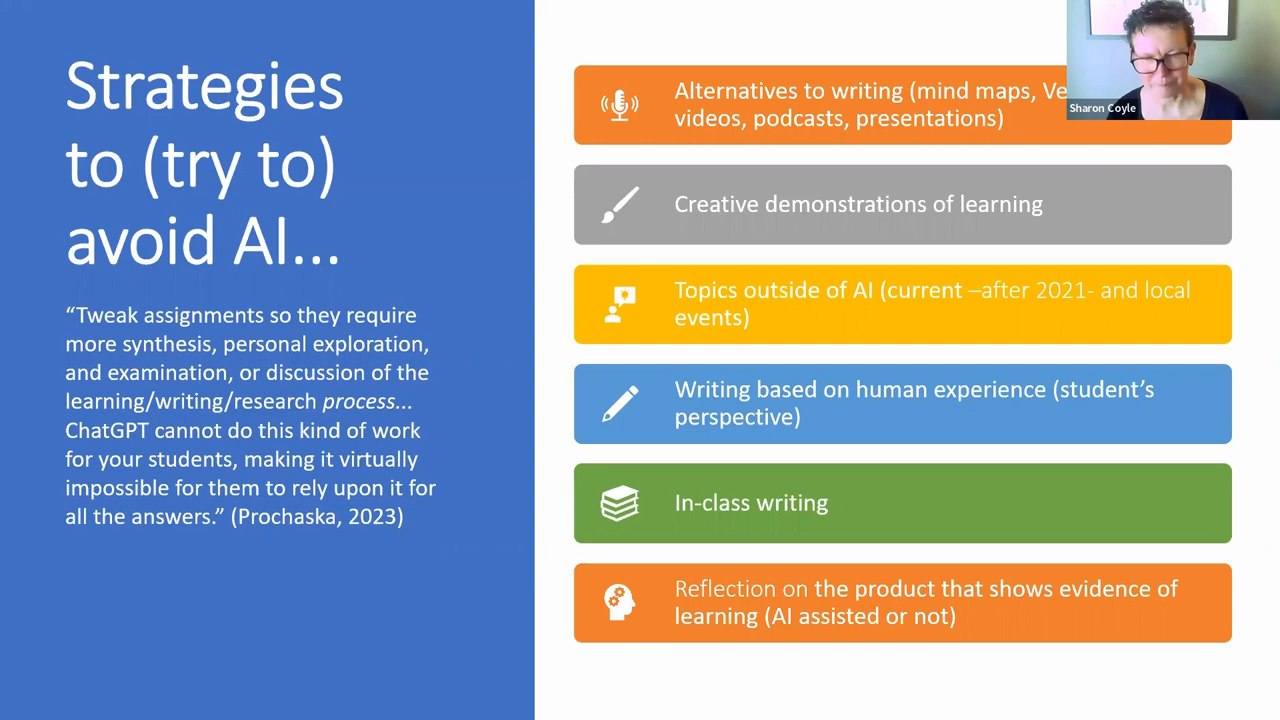 Strategies
to (try to)
avoid AI...
“Tweak assignments so they require
more synthesis, personal exploration,
and examination, or discussion of the
learning/writing/research process...
ChatGPT cannot do this kind of work
for your students, making it virtually
impossible for them to rely upon it for
all the answers.” (Prochaska, 2023)
Alternatives to writing (mind maps,
videos, podcasts, presentations)
Creative demonstrations of learning
Topics outside of AI (current –after 2021- and local
events)
Writing based on human experience (student’s
perspective)
In-class writing
Reflection on the product that shows evidence of
learning (AI assisted or not)
Sharon Coyle